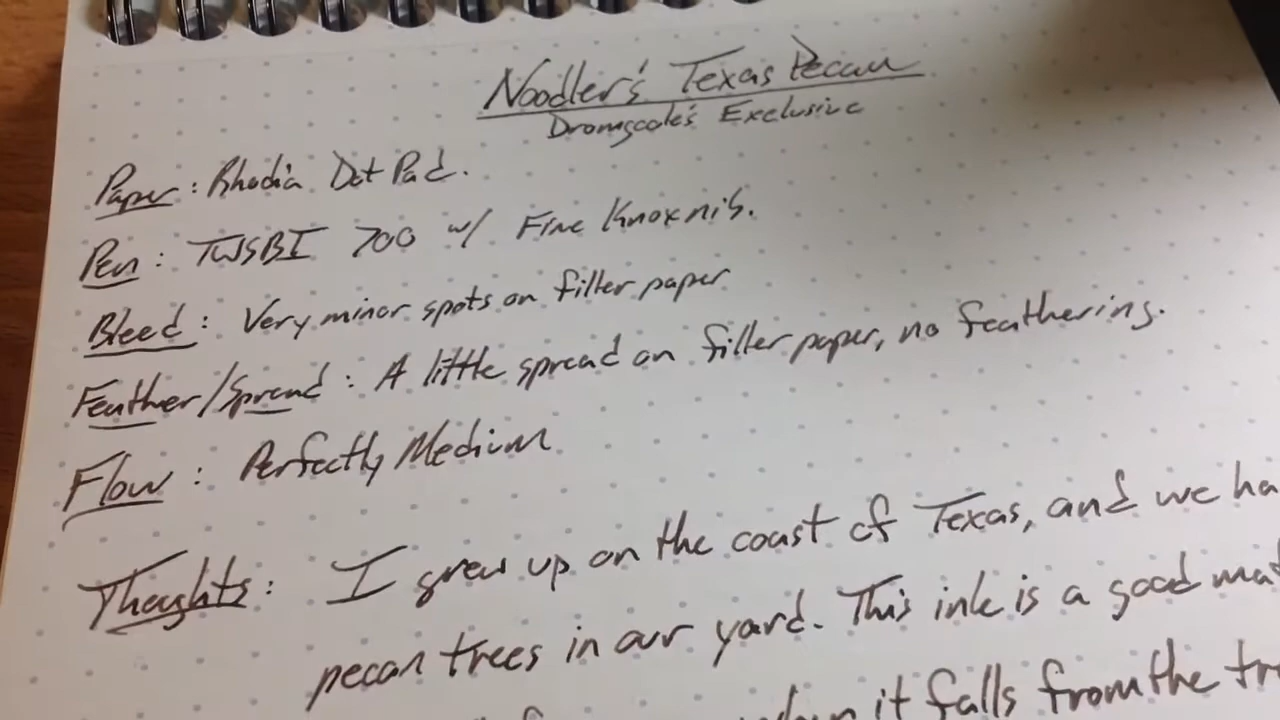 Noodler's Texas Pecan
Dromgoole's Exclusive
Paper: Rhodia Dot Pad.
Pen: TWSBI 700 w/ Fine Knox nib.
Bleed: Very minor spots on filler paper
Feather/Spread: A little spread on filler paper, no feathering.
Flow: Perfectly Medium
Thoghts: I grew up on the coast of Texas, and we ha
pecan trees in our yard. This ink is a good mat
it falls from the tre